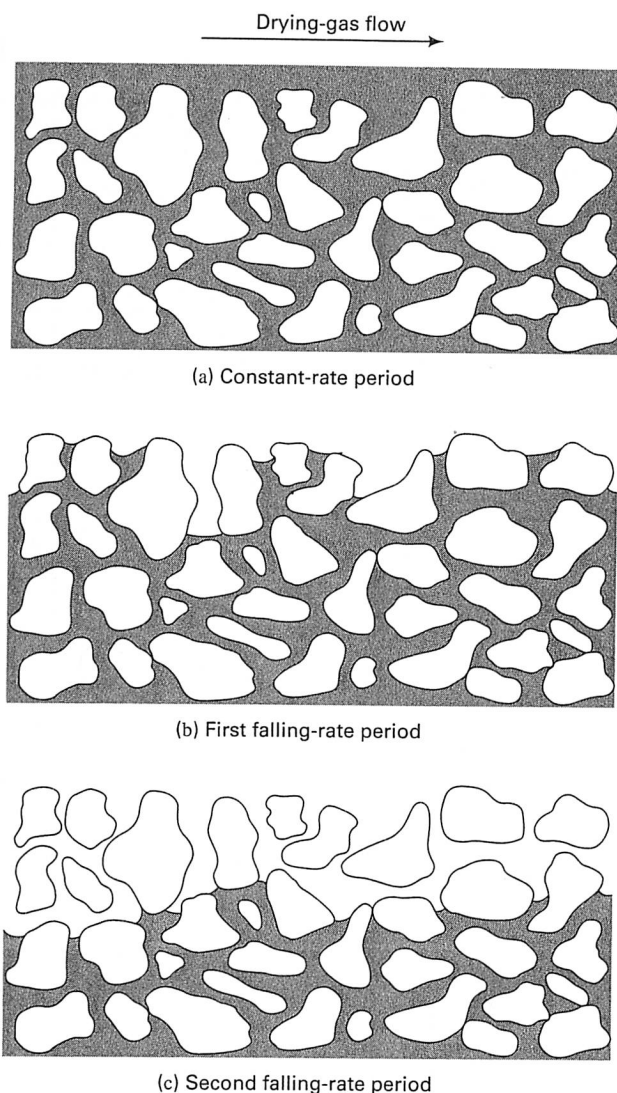 Drying-gas flow
(a) Constant-rate period
(b) First falling-rate period
(c) Second falling-rate period